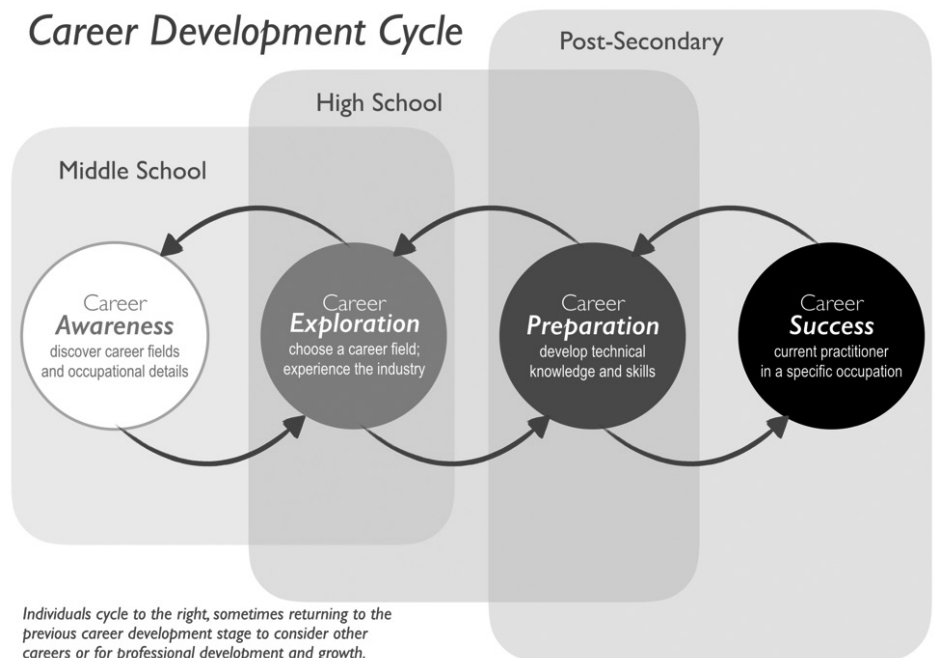 Career Development Cycle
Post-Secondary
High School
Middle School
Career
Awareness
discover career fields
and occupational details
Career
Exploration
choose a career field;
experience the industry
Career
Preparation
develop technical
knowledge and skills
Career
Success
current practitioner
in a specific occupation
Individuals cycle to the right, sometimes returning to the
previous career development stage to consider other
careers or for professional development and growth.